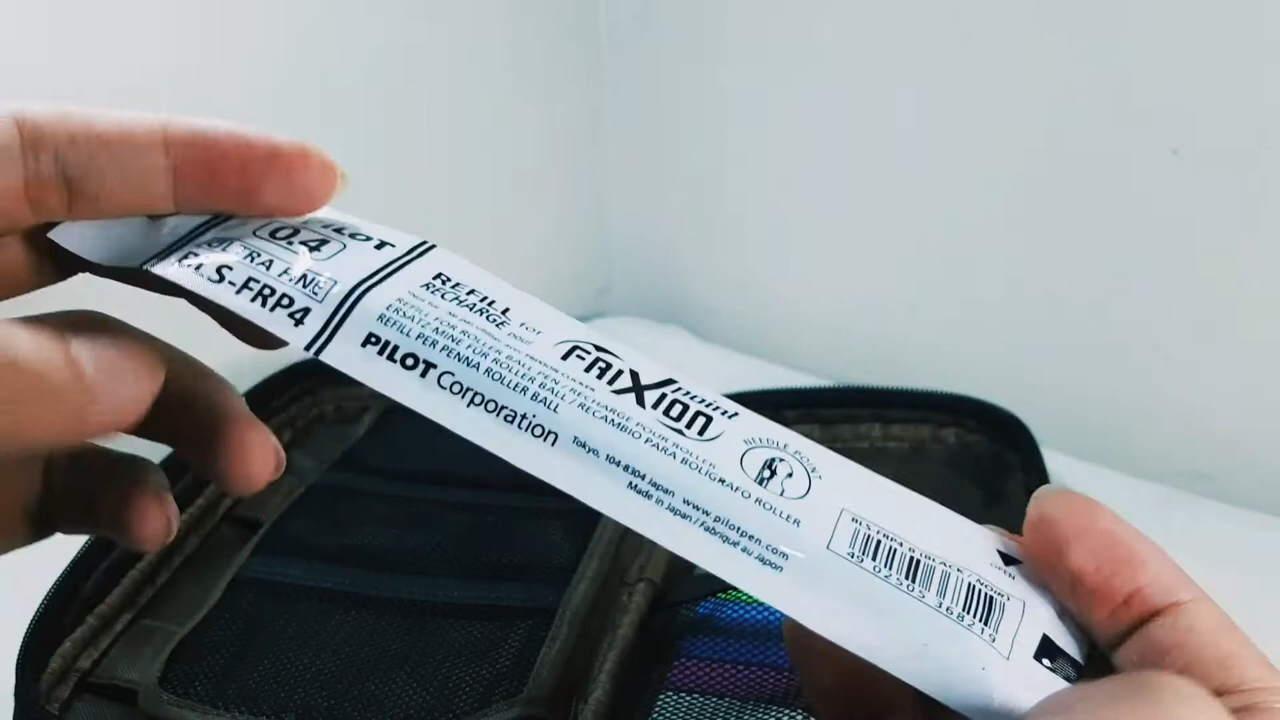 PILOT
0.4
ULTRA FINE
BLS-FRP4
REFILL for
RECHARGE pour
FRIXION point
REFILL FOR ROLLER BALL PEN / RECHARGE POUR ROLLER
ERSATZ MINE FÜR ROLLER BALL / RECAMBIO PARA BOLÍGRAFO ROLLER
REFILL PER PENNA ROLLER BALL
PILOT Corporation
Tokyo, 104 8304 Japan www.pilotpen.com
Made in Japan / Fabriqué au Japon
NEEDLE POINT
BLS-FRP4-B (BLACK / NOIR)
4 902505 368219
OPEN